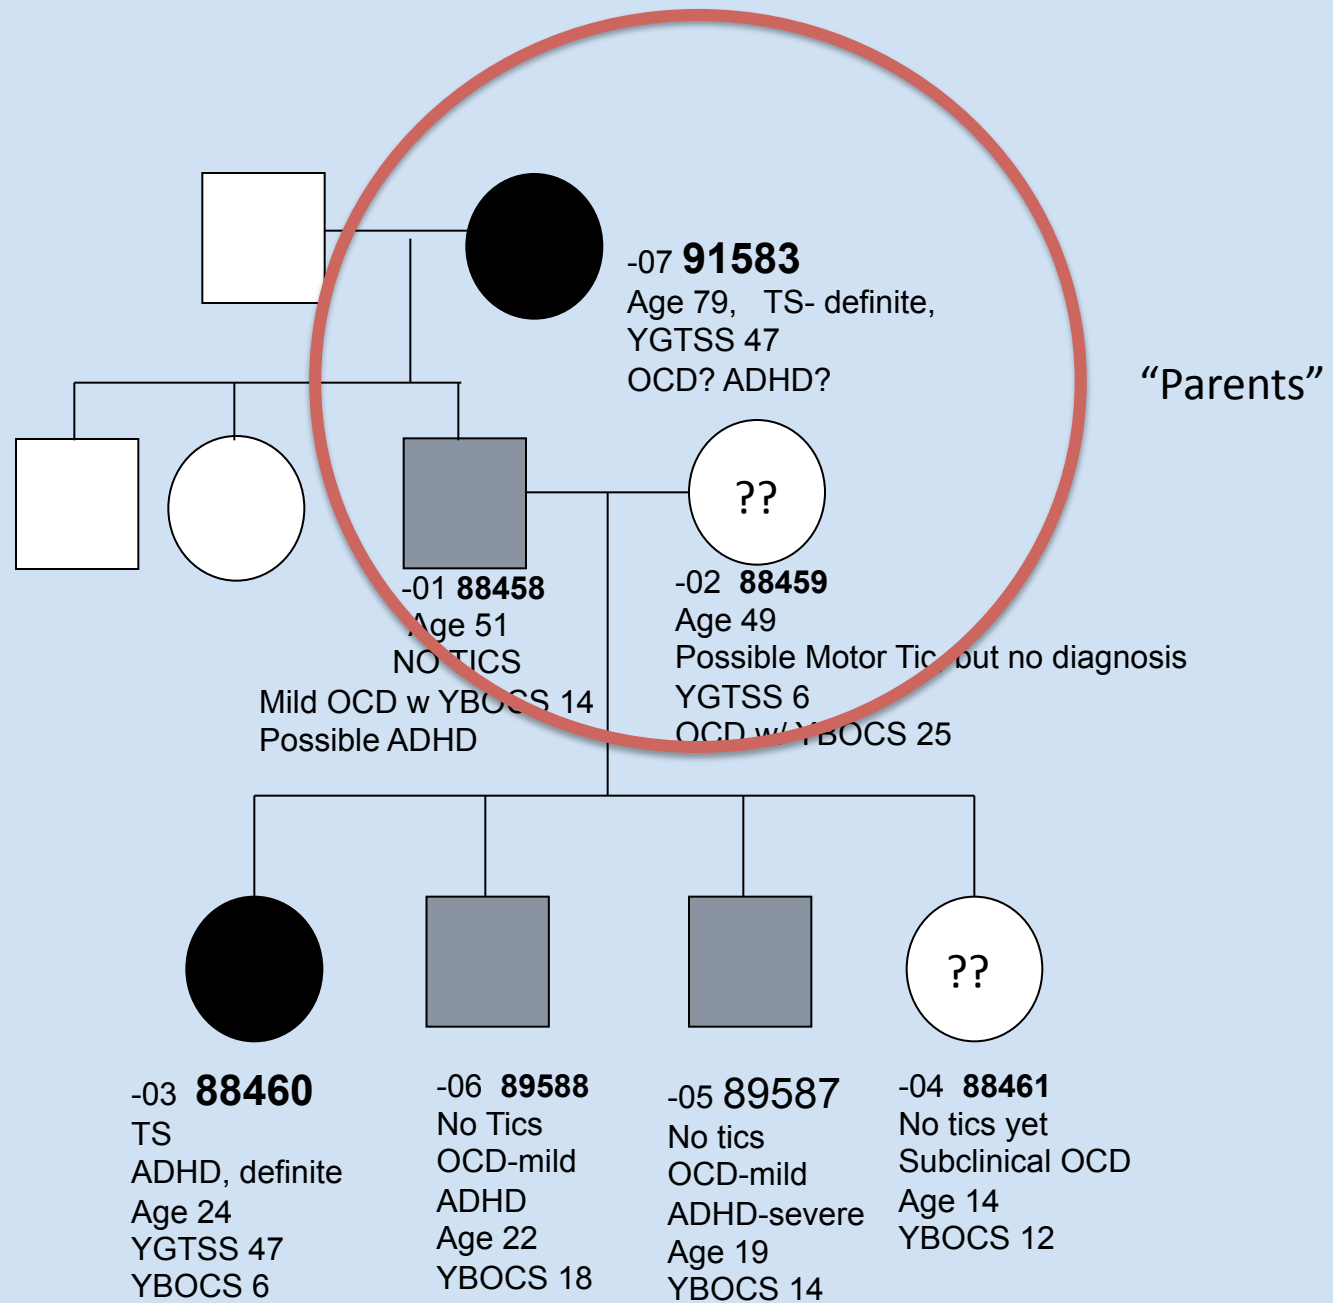 -07 91583
Age 79, TS- definite,
YGTSS 47
OCD? ADHD?
“Parents”
??
-01 88458
Age 51
NO TICS
Mild OCD w YBOCS 14
Possible ADHD
-02 88459
Age 49
Possible Motor Tic, but no diagnosis
YGTSS 6
OCD w/ YBOCS 25
??
-03 88460
TS
ADHD, definite
Age 24
YGTSS 47
YBOCS 6
-06 89588
No Tics
OCD-mild
ADHD
Age 22
YBOCS 18
-05 89587
No tics
OCD-mild
ADHD-severe
Age 19
YBOCS 14
-04 88461
No tics yet
Subclinical OCD
Age 14
YBOCS 12